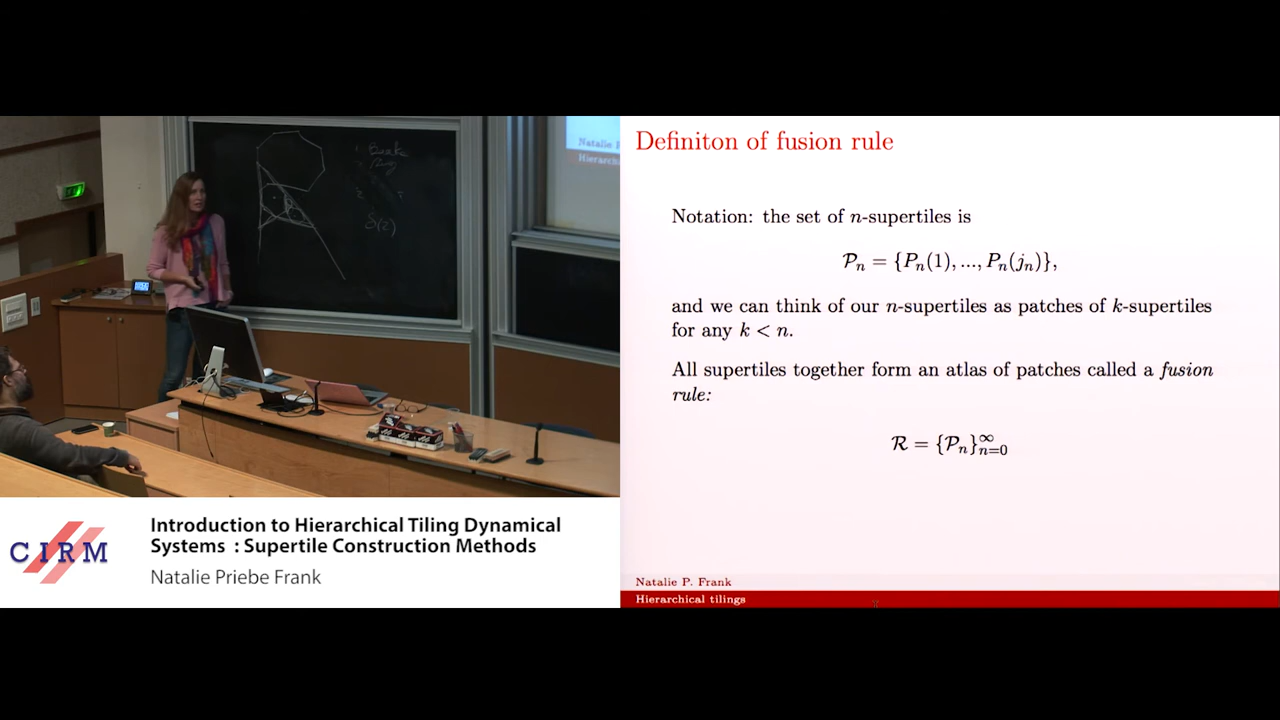 Definiton of fusion rule
Notation: the set of n-supertiles is
𝒫ₙ = {Pₙ(1), ..., Pₙ(jₙ)},
and we can think of our n-supertiles as patches of k-supertiles
for any k < n.
All supertiles together form an atlas of patches called a fusion
rule:
ℛ = {𝒫ₙ}∞ₙ₌₀
Natalie P. Frank
Hierarchical tilings
CIRM
Introduction to Hierarchical Tiling Dynamical
Systems : Supertile Construction Methods
Natalie Priebe Frank